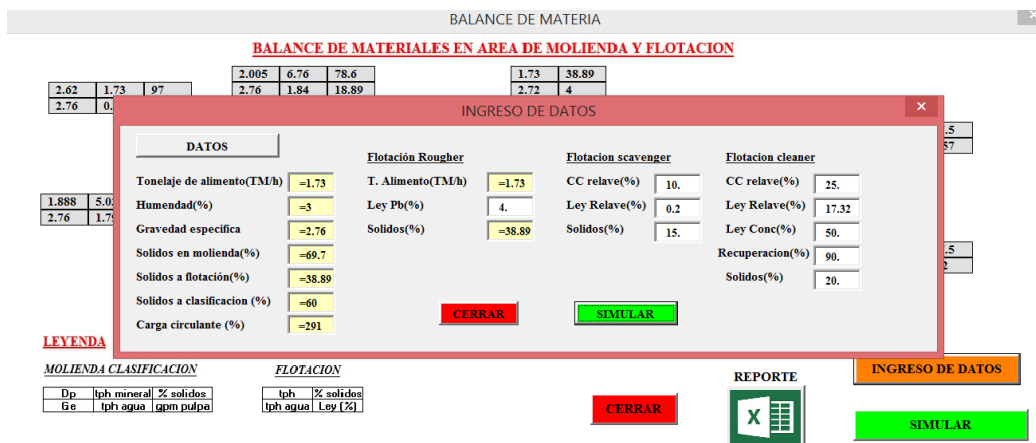 BALANCE DE MATERIA
BALANCE DE MATERIALES EN AREA DE MOLIENDA Y FLOTACION
2.005 6.76 78.6
2.76 1.84 18.89
1.73 38.89
2.72 4
2.62 1.73 97
2.76
1.888
2.76
INGRESO DE DATOS
DATOS
Tonelaje de alimento(TM/h) =1.73
Humendad(%) =3
Gravedad especifica =2.76
Solidos en molienda(%) =69.7
Solidos a flotación(%) =38.89
Solidos a clasificacion (%) =60
Carga circulante (%) =291
Flotación Rougher
T. Alimento(TM/h) =1.73
Ley Pb(%) 4.
Solidos(%) =38.89
Flotacion scavenger
CC relave(%) 10.
Ley Relave(%) 0.2
Solidos(%) 15.
Flotacion cleaner
CC relave(%) 25.
Ley Relave(%) 17.32
Ley Conc(%) 50.
Recuperacion(%) 90.
Solidos(%) 20.
CERRAR
SIMULAR
LEYENDA
MOLIENDA CLASIFICACION
Dp tph mineral % solidos
Ge tph agua gpm pulpa
FLOTACION
tph % solidos
tph agua Ley (%)
CERRAR
REPORTE
X
INGRESO DE DATOS
SIMULAR